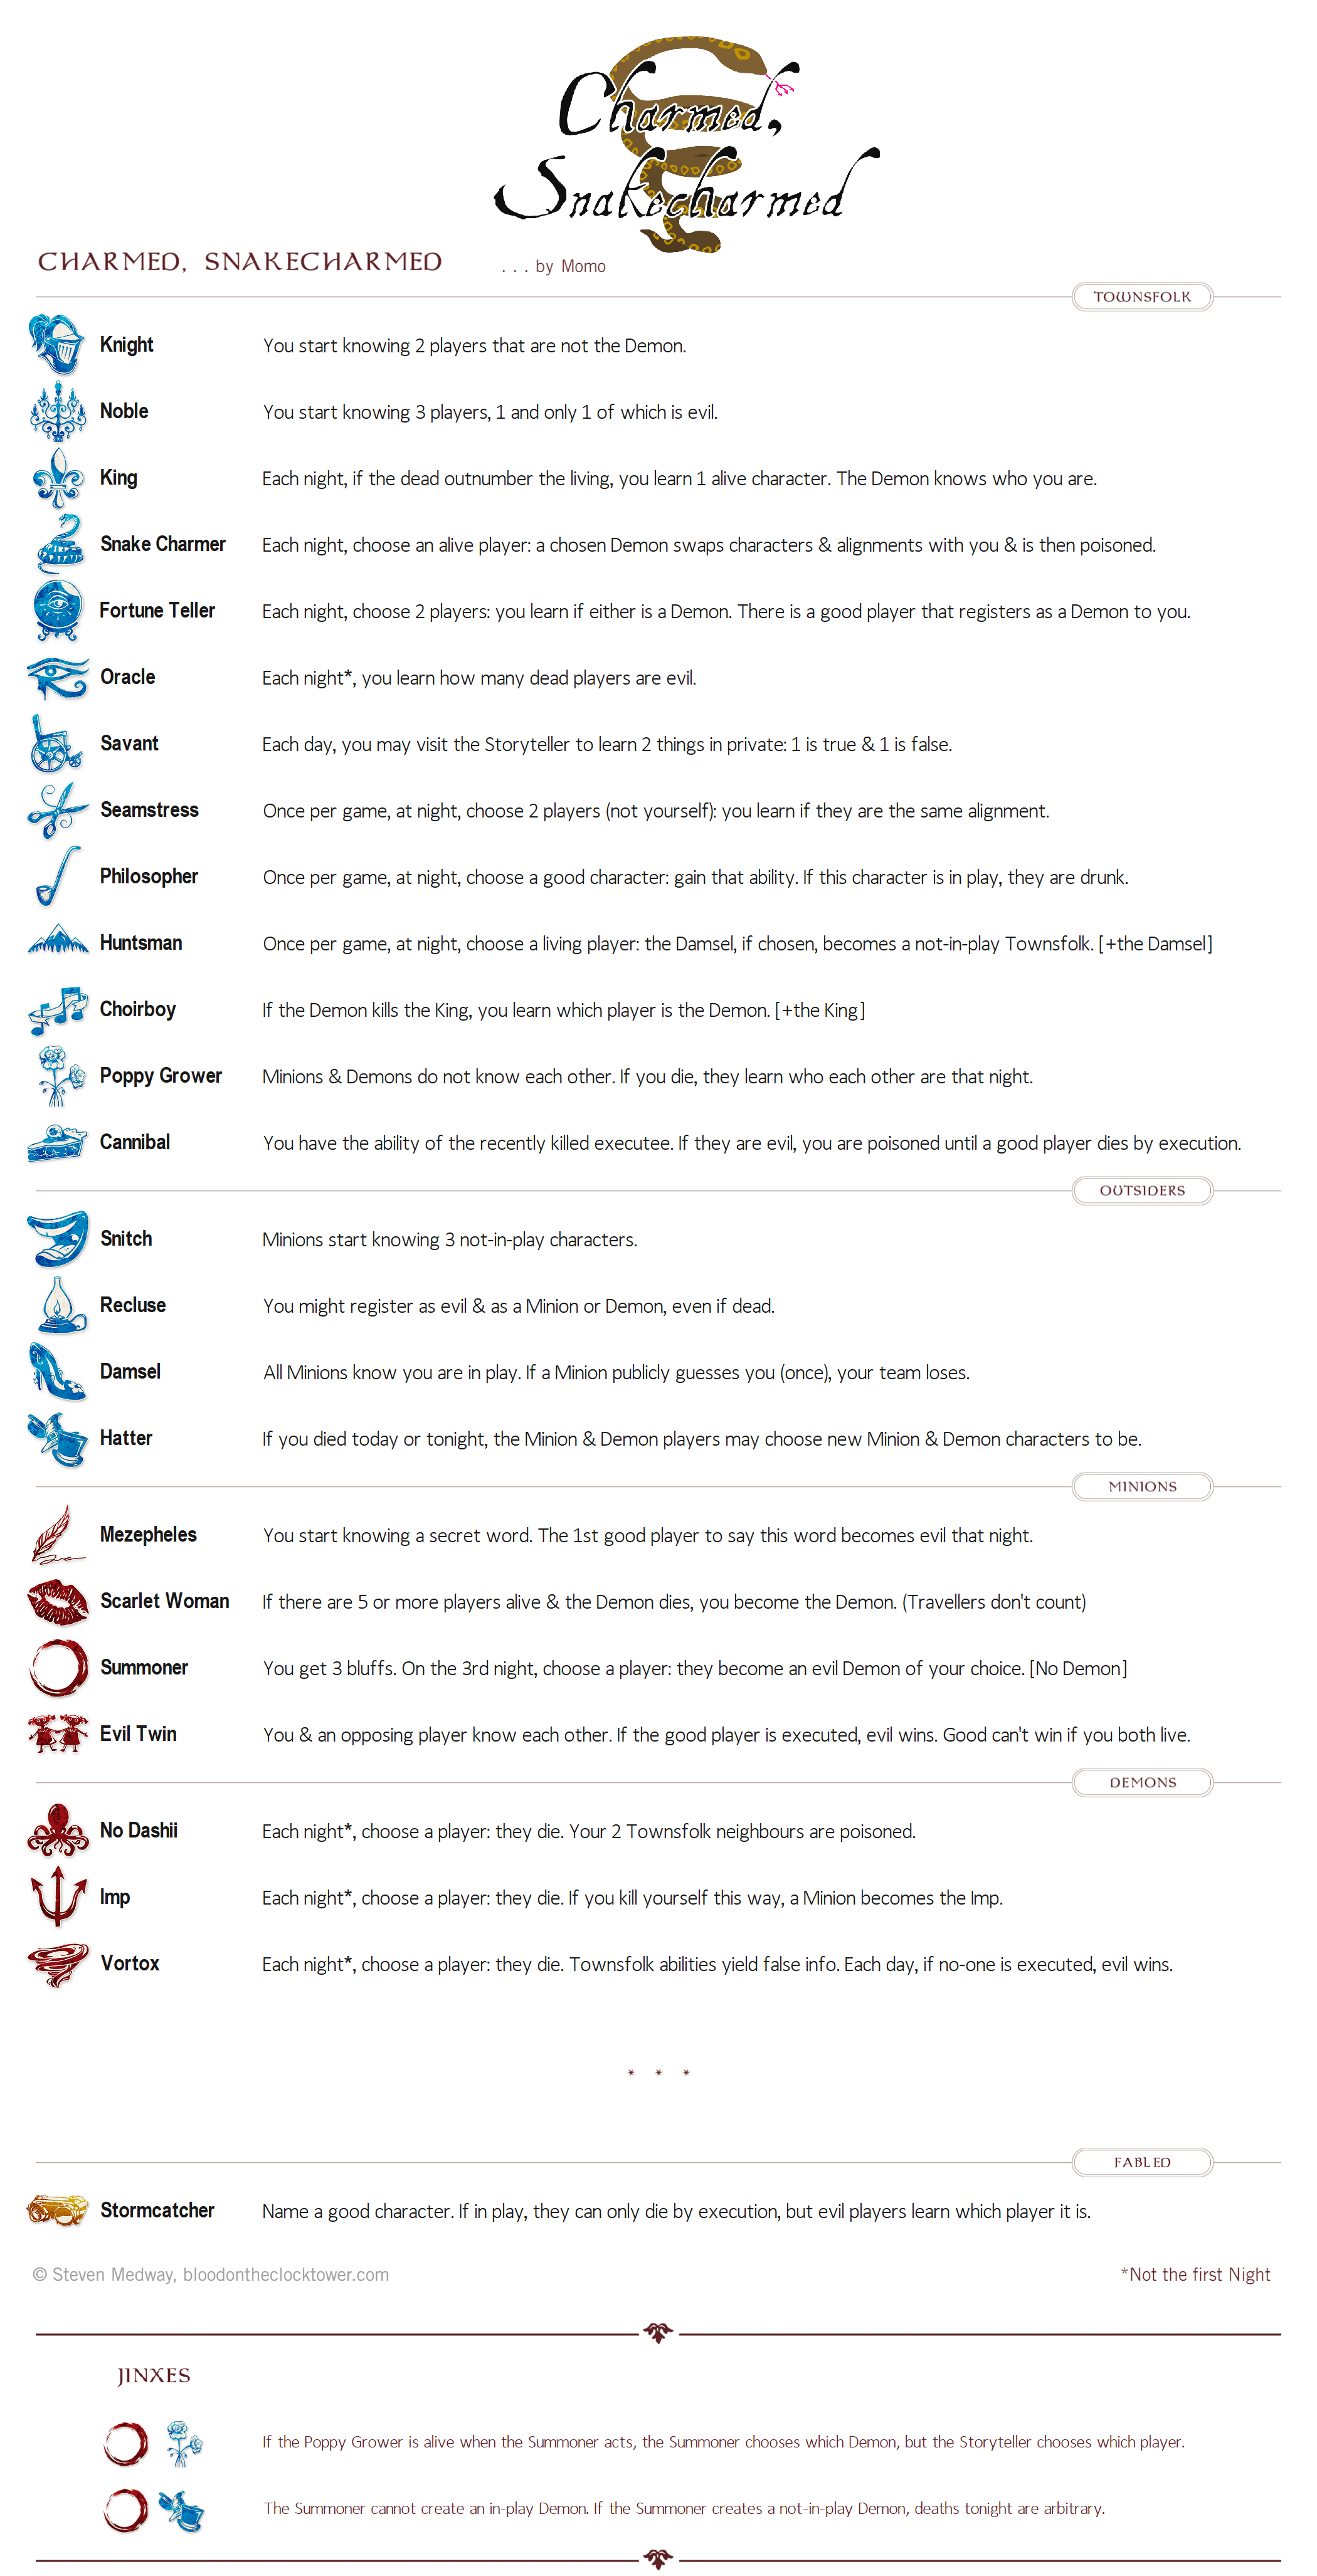 Charmed,
Snakecharmed
CHARMED, SNAKECHARMED . . . by Momo
TOWNSFOLK
Knight You start knowing 2 players that are not the Demon.
Noble You start knowing 3 players, 1 and only 1 of which is evil.
King Each night, if the dead outnumber the living, you learn 1 alive character. The Demon knows who you are.
Snake Charmer Each night, choose an alive player: a chosen Demon swaps characters & alignments with you & is then poisoned.
Fortune Teller Each night, choose 2 players: you learn if either is a Demon. There is a good player that registers as a Demon to you.
Oracle Each night*, you learn how many dead players are evil.
Savant Each day, you may visit the Storyteller to learn 2 things in private: 1 is true & 1 is false.
Seamstress Once per game, at night, choose 2 players (not yourself): you learn if they are the same alignment.
Philosopher Once per game, at night, choose a good character: gain that ability. If this character is in play, they are drunk.
Huntsman Once per game, at night, choose a living player: the Damsel, if chosen, becomes a not-in-play Townsfolk. [+the Damsel]
Choirboy If the Demon kills the King, you learn which player is the Demon. [+the King]
Poppy Grower Minions & Demons do not know each other. If you die, they learn who each other are that night.
Cannibal You have the ability of the recently killed executee. If they are evil, you are poisoned until a good player dies by execution.
OUTSIDERS
Snitch Minions start knowing 3 not-in-play characters.
Recluse You might register as evil & as a Minion or Demon, even if dead.
Damsel All Minions know you are in play. If a Minion publicly guesses you (once), your team loses.
Hatter If you died today or tonight, the Minion & Demon players may choose new Minion & Demon characters to be.
MINIONS
Mezepheles You start knowing a secret word. The 1st good player to say this word becomes evil that night.
Scarlet Woman If there are 5 or more players alive & the Demon dies, you become the Demon. (Travellers don't count)
Summoner You get 3 bluffs. On the 3rd night, choose a player: they become an evil Demon of your choice. [No Demon]
Evil Twin You & an opposing player know each other. If the good player is executed, evil wins. Good can't win if you both live.
DEMONS
No Dashii Each night*, choose a player: they die. Your 2 Townsfolk neighbours are poisoned.
Imp Each night*, choose a player: they die. If you kill yourself this way, a Minion becomes the Imp.
Vortox Each night*, choose a player: they die. Townsfolk abilities yield false info. Each day, if no-one is executed, evil wins.
* * *
FABLED
Stormcatcher Name a good character. If in play, they can only die by execution, but evil players learn which player it is.
© Steven Medway, bloodontheclocktower.com *Not the first Night
JINXES
If the Poppy Grower is alive when the Summoner acts, the Summoner chooses which Demon, but the Storyteller chooses which player.
The Summoner cannot create an in-play Demon. If the Summoner creates a not-in-play Demon, deaths tonight are arbitrary.